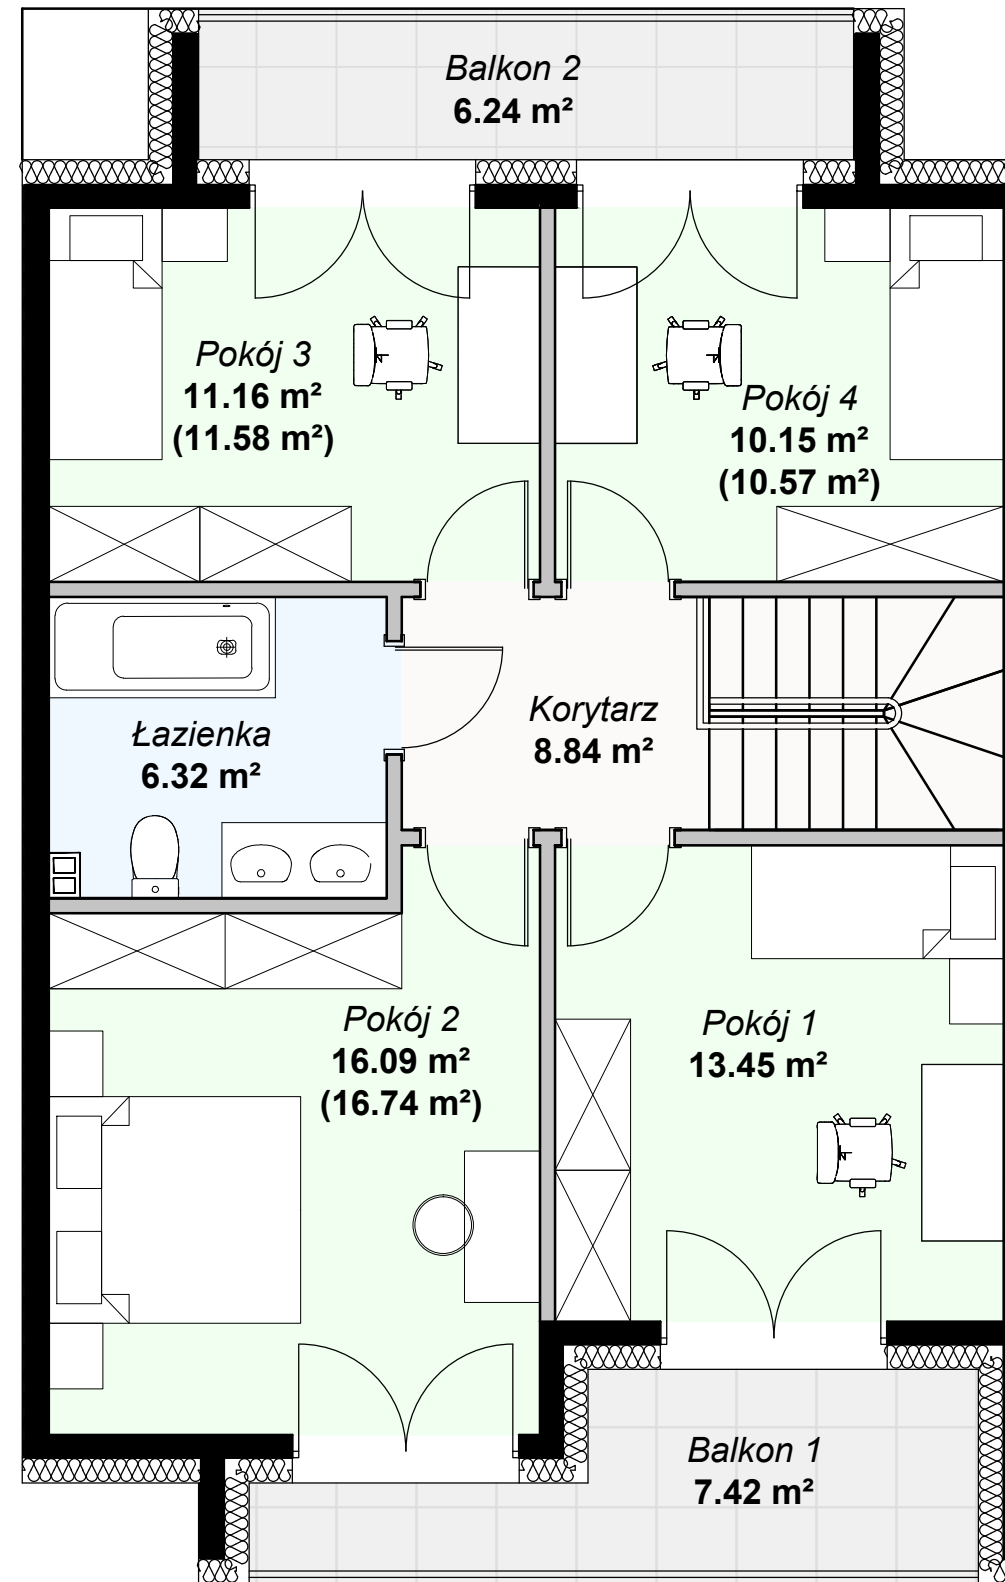 Balkon 2
6.24 m²
Pokój 3
11.16 m²
(11.58 m²)
Pokój 4
10.15 m²
(10.57 m²)
Łazienka
6.32 m²
Korytarz
8.84 m²
Pokój 2
16.09 m²
(16.74 m²)
Pokój 1
13.45 m²
Balkon 1
7.42 m²